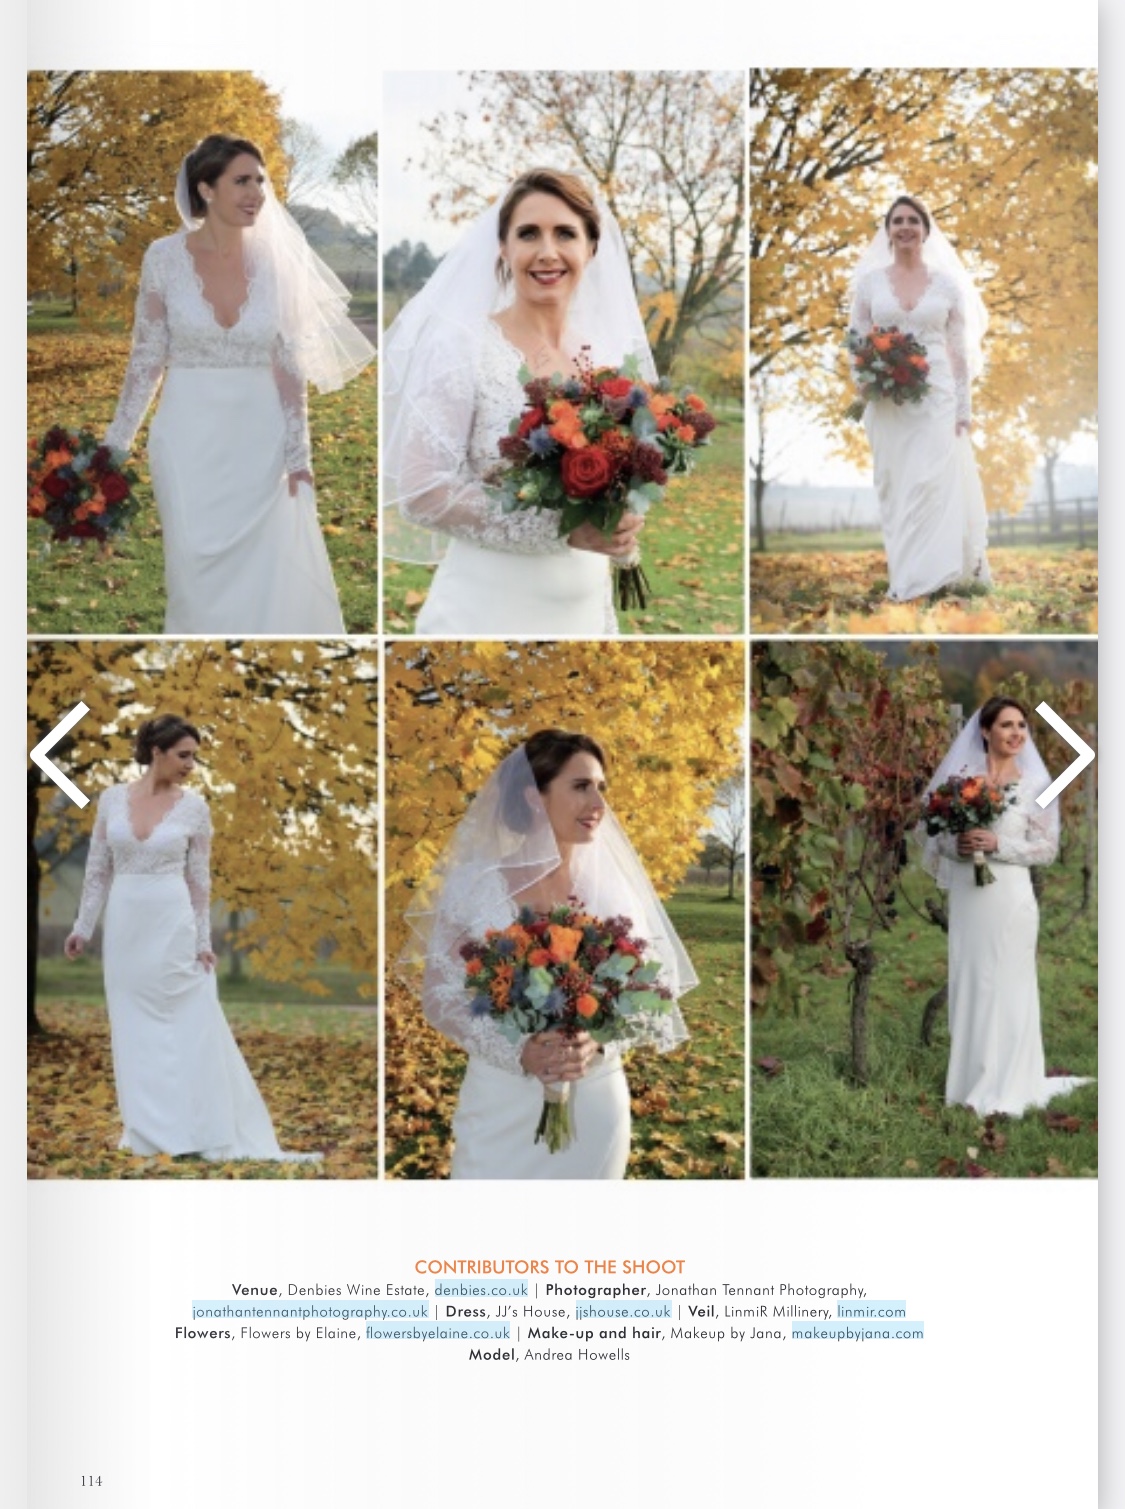 CONTRIBUTORS TO THE SHOOT
Venue, Denbies Wine Estate, denbies.co.uk | Photographer, Jonathan Tennant Photography,
jonathantennantphotography.co.uk | Dress, JJ's House, jjshouse.co.uk | Veil, LinmiR Millinery, linmir.com
Flowers, Flowers by Elaine, flowersbyelaine.co.uk | Make-up and hair, Makeup by Jana, makeupbyjana.com
Model, Andrea Howells
114